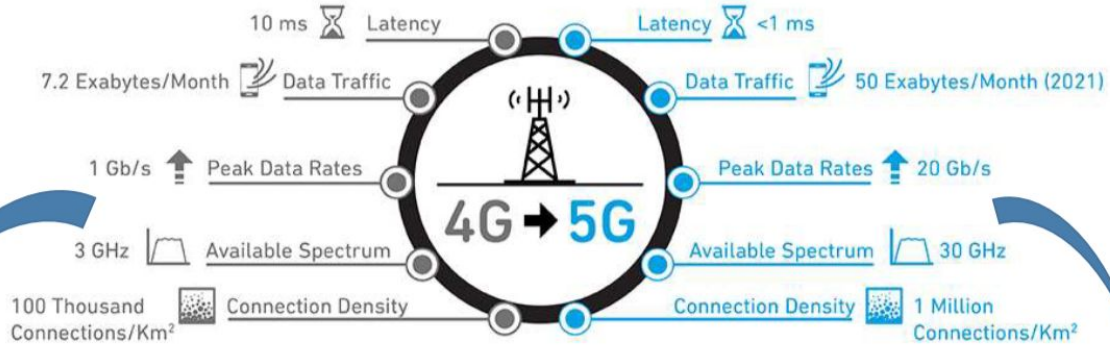 10 ms Latency
7.2 Exabytes/Month Data Traffic
1 Gb/s Peak Data Rates
3 GHz Available Spectrum
100 Thousand
Connections/Km² Connection Density
4G 5G
Latency <1 ms
Data Traffic 50 Exabytes/Month (2021)
Peak Data Rates 20 Gb/s
Available Spectrum 30 GHz
Connection Density 1 Million
Connections/Km²